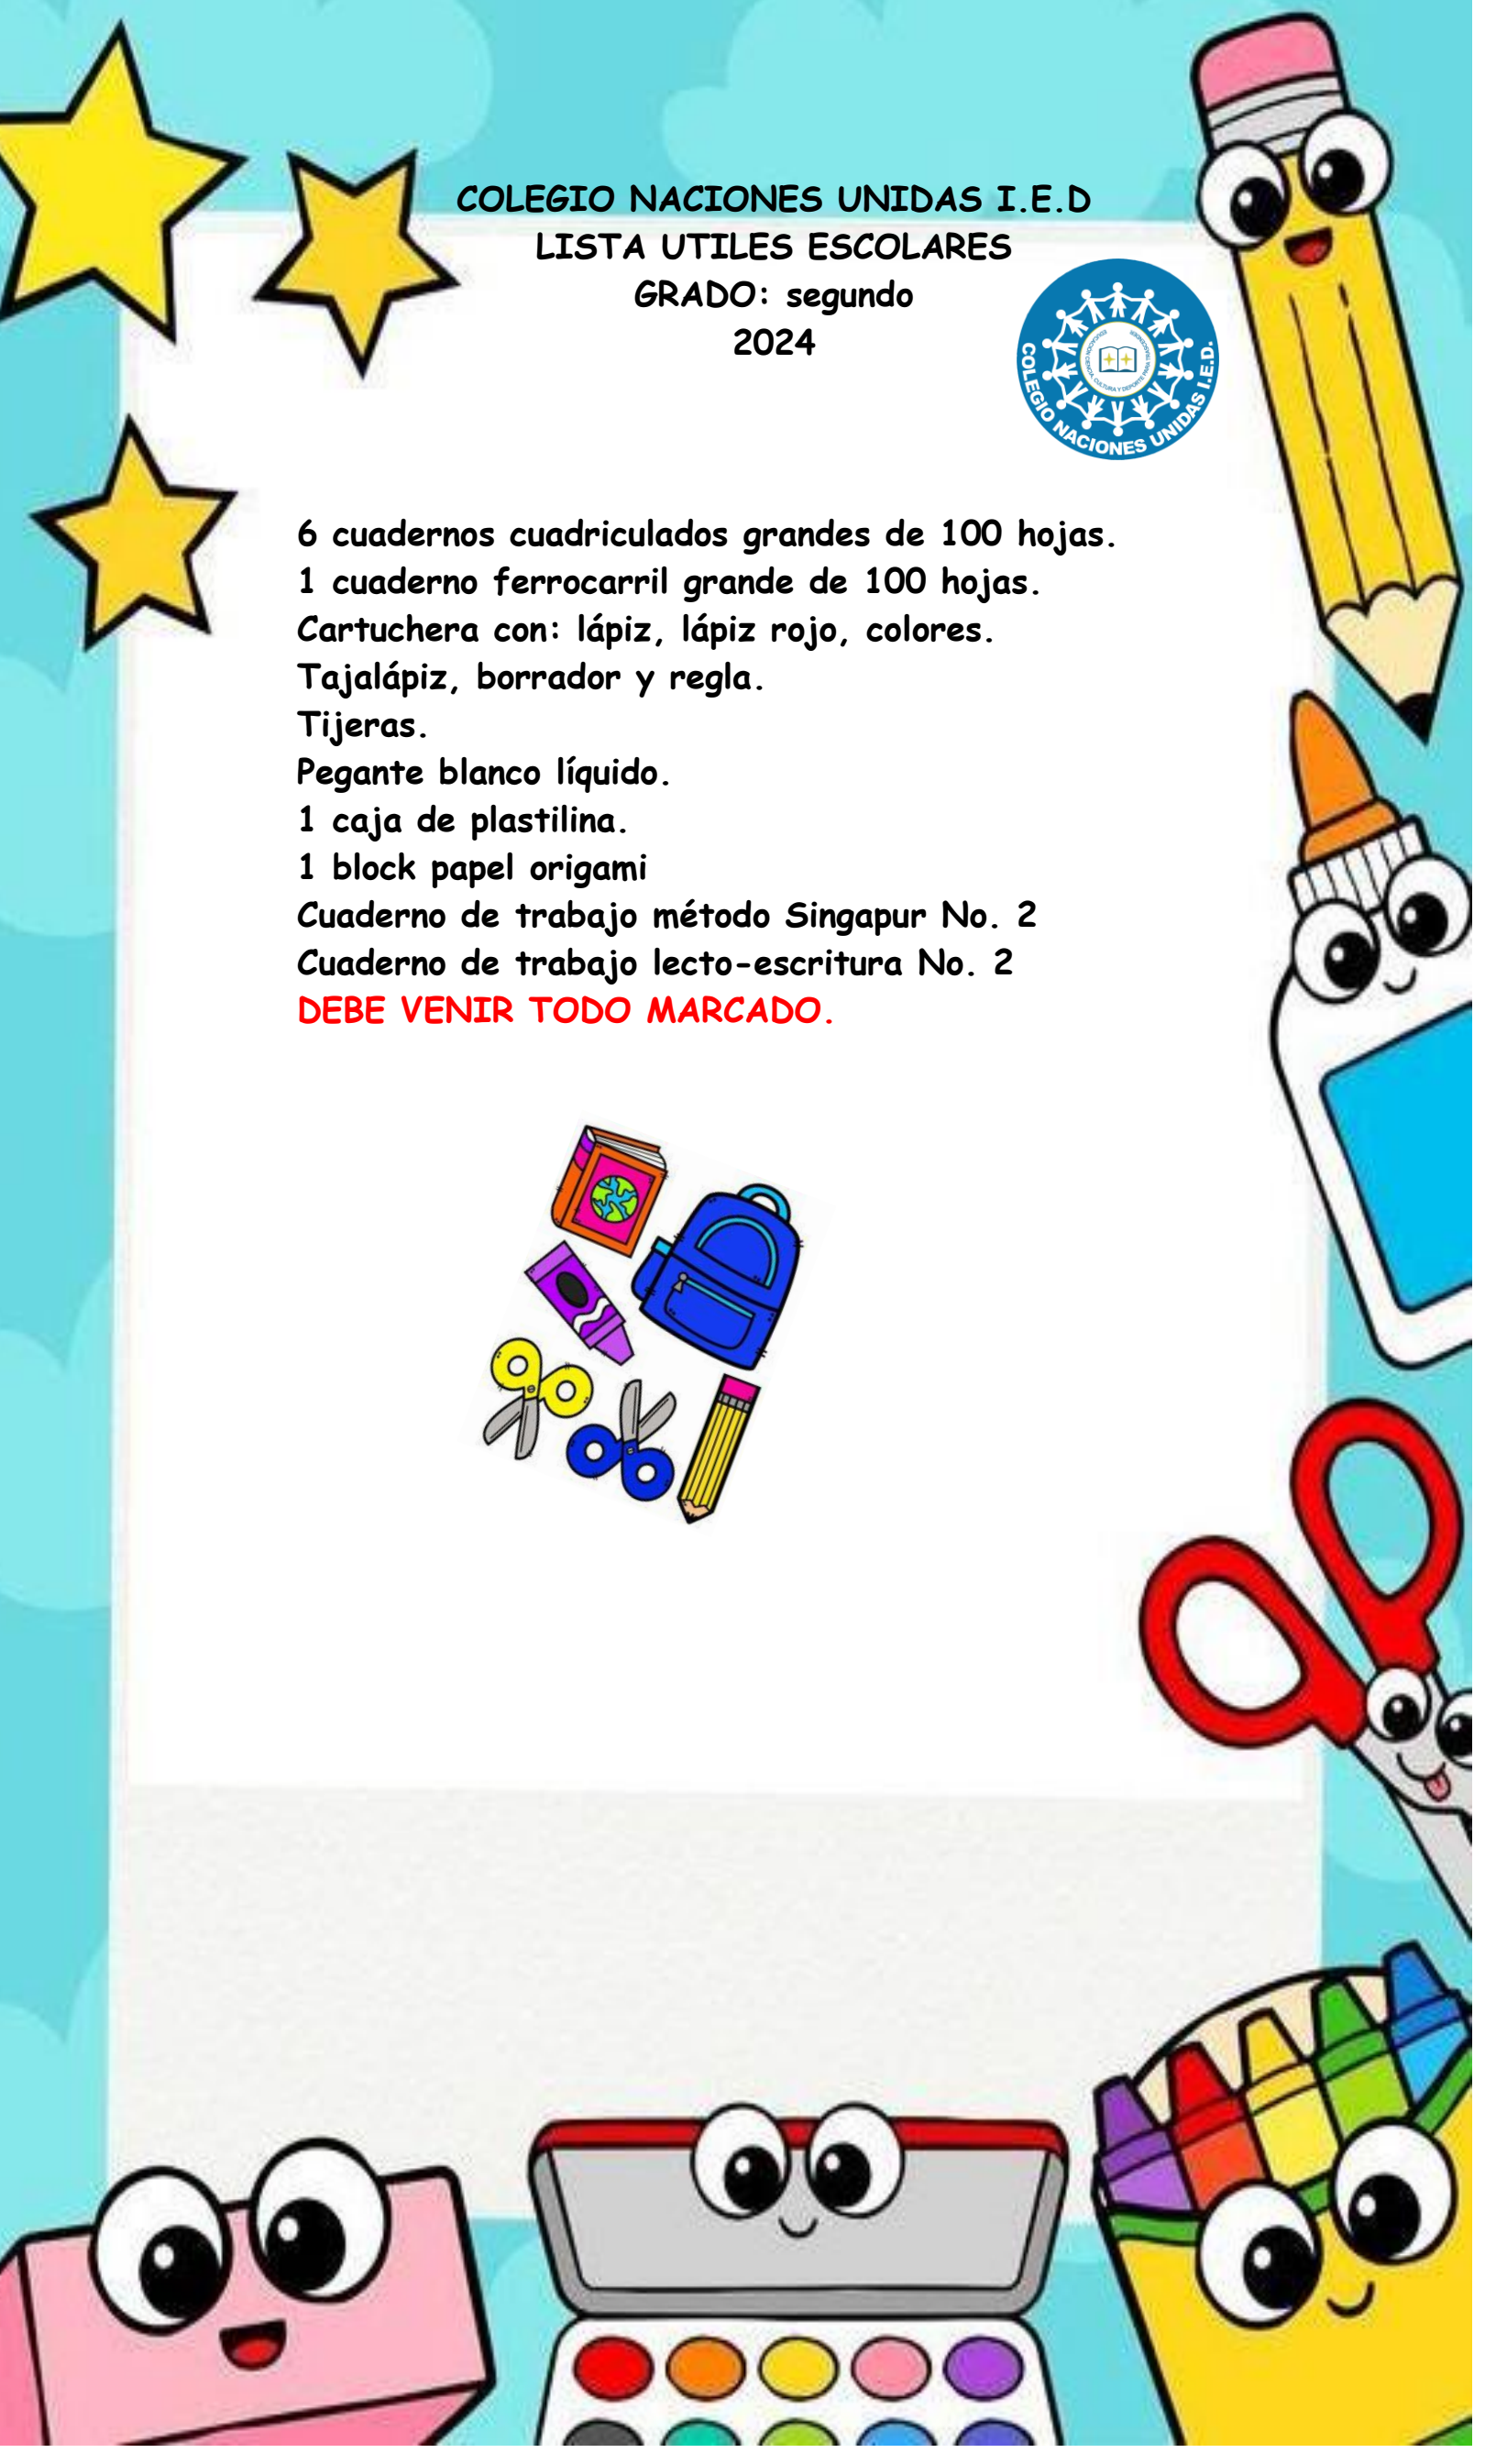 COLEGIO NACIONES UNIDAS I.E.D
LISTA UTILES ESCOLARES
GRADO: segundo
2024
COLEGIO NACIONES UNIDAS I.E.D.
6 cuadernos cuadriculados grandes de 100 hojas.
1 cuaderno ferrocarril grande de 100 hojas.
Cartuchera con: lápiz, lápiz rojo, colores.
Tajalápiz, borrador y regla.
Tijeras.
Pegante blanco líquido.
1 caja de plastilina.
1 block papel origami
Cuaderno de trabajo método Singapur No. 2
Cuaderno de trabajo lecto-escritura No. 2
DEBE VENIR TODO MARCADO.